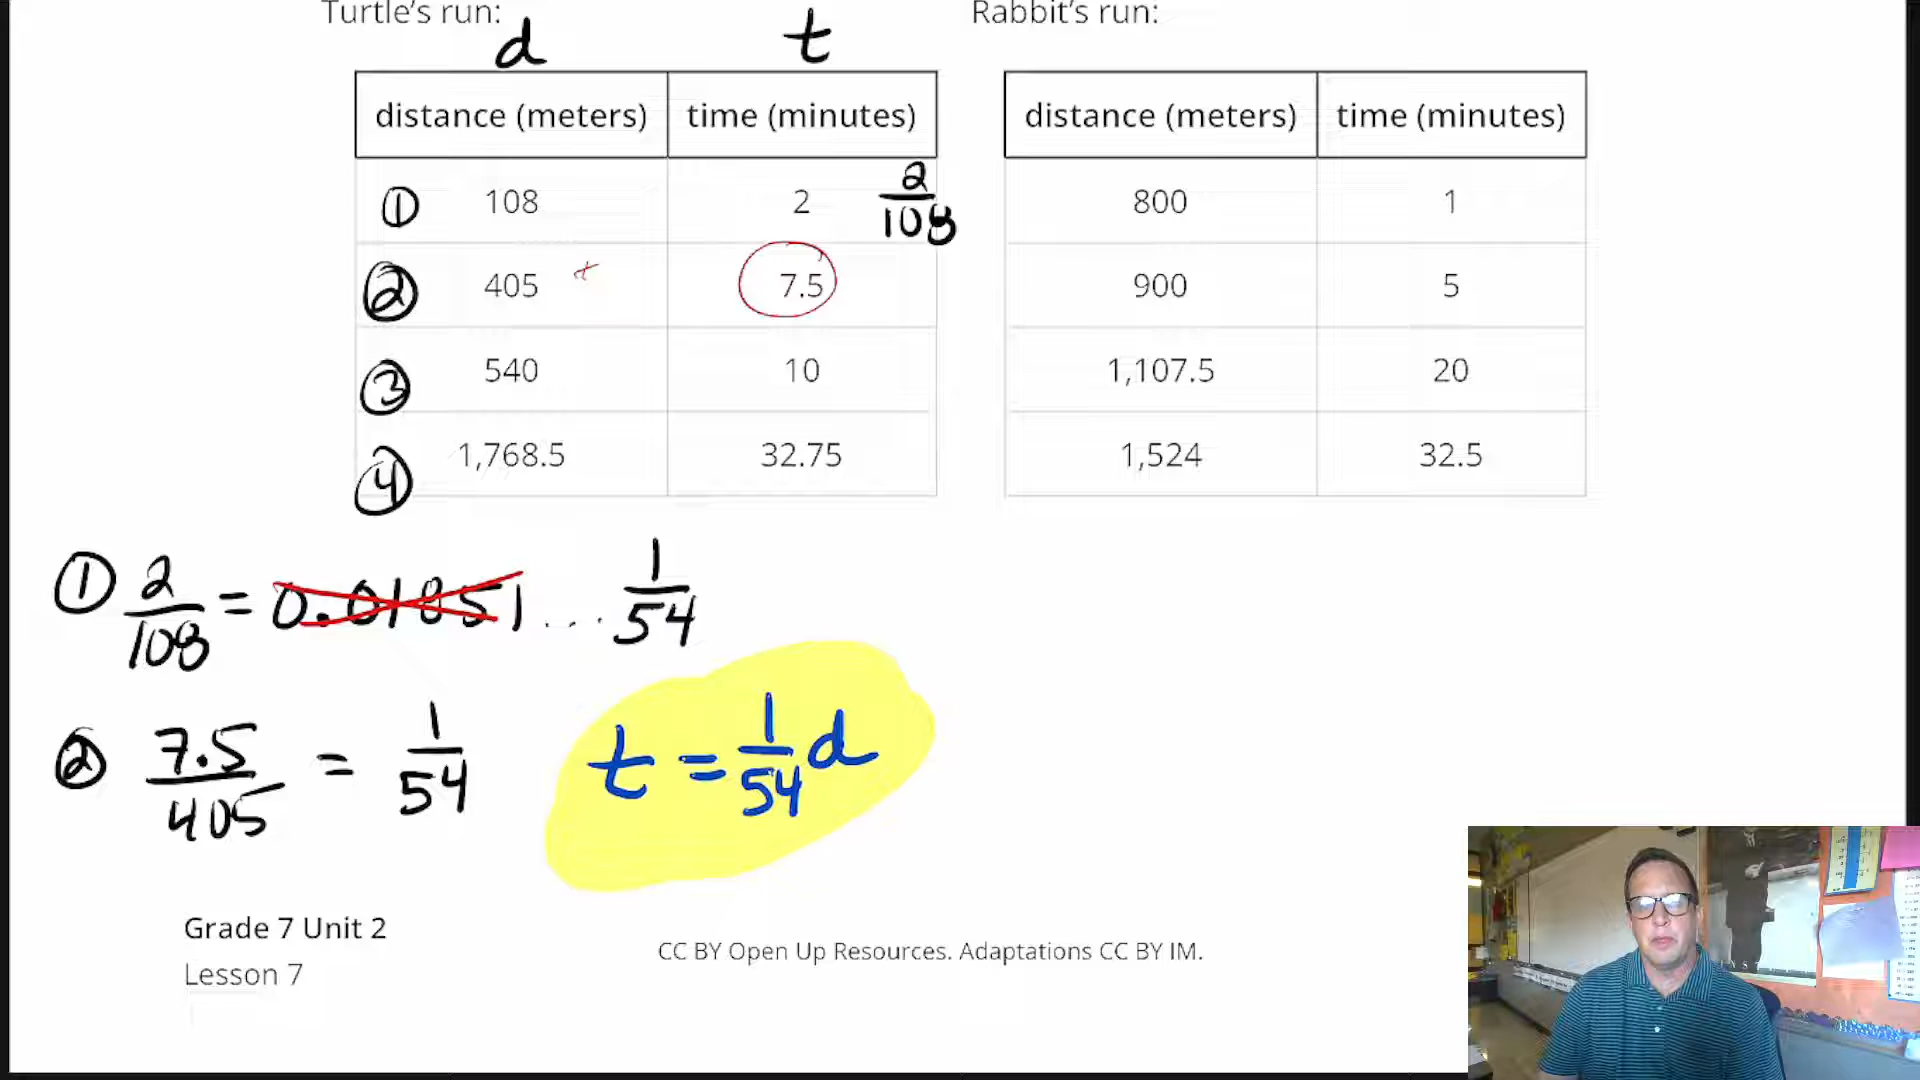 Turtle's run:
Rabbit's run:
d t
distance (meters) time (minutes)
① 108 2 2/108
② 405 7.5
③ 540 10
④ 1,768.5 32.75
distance (meters) time (minutes)
800 1
900 5
1,107.5 20
1,524 32.5
① 2/108 = 0.01851 ... 1/54
② 7.5/405 = 1/54
t = 1/54 d
Grade 7 Unit 2
Lesson 7
CC BY Open Up Resources. Adaptations CC BY IM.